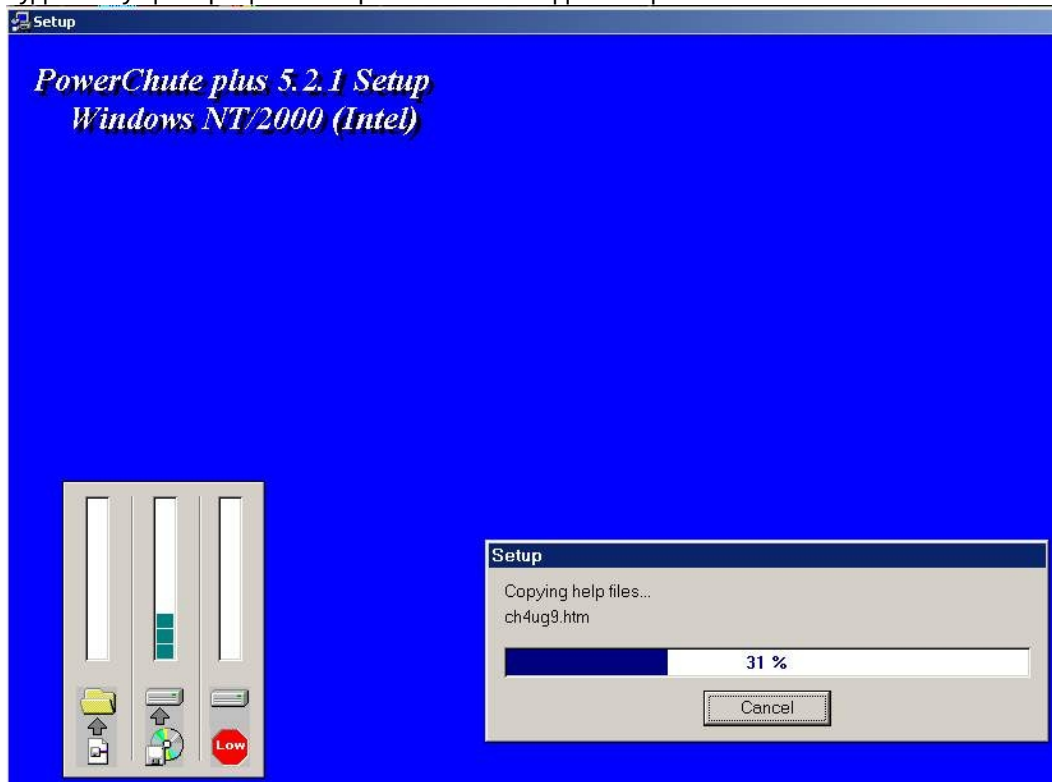 Setup
PowerChute plus 5.2.1 Setup
Windows NT/2000 (Intel)
Setup
Copying help files...
ch4ug9.htm
31 %
Cancel
Low